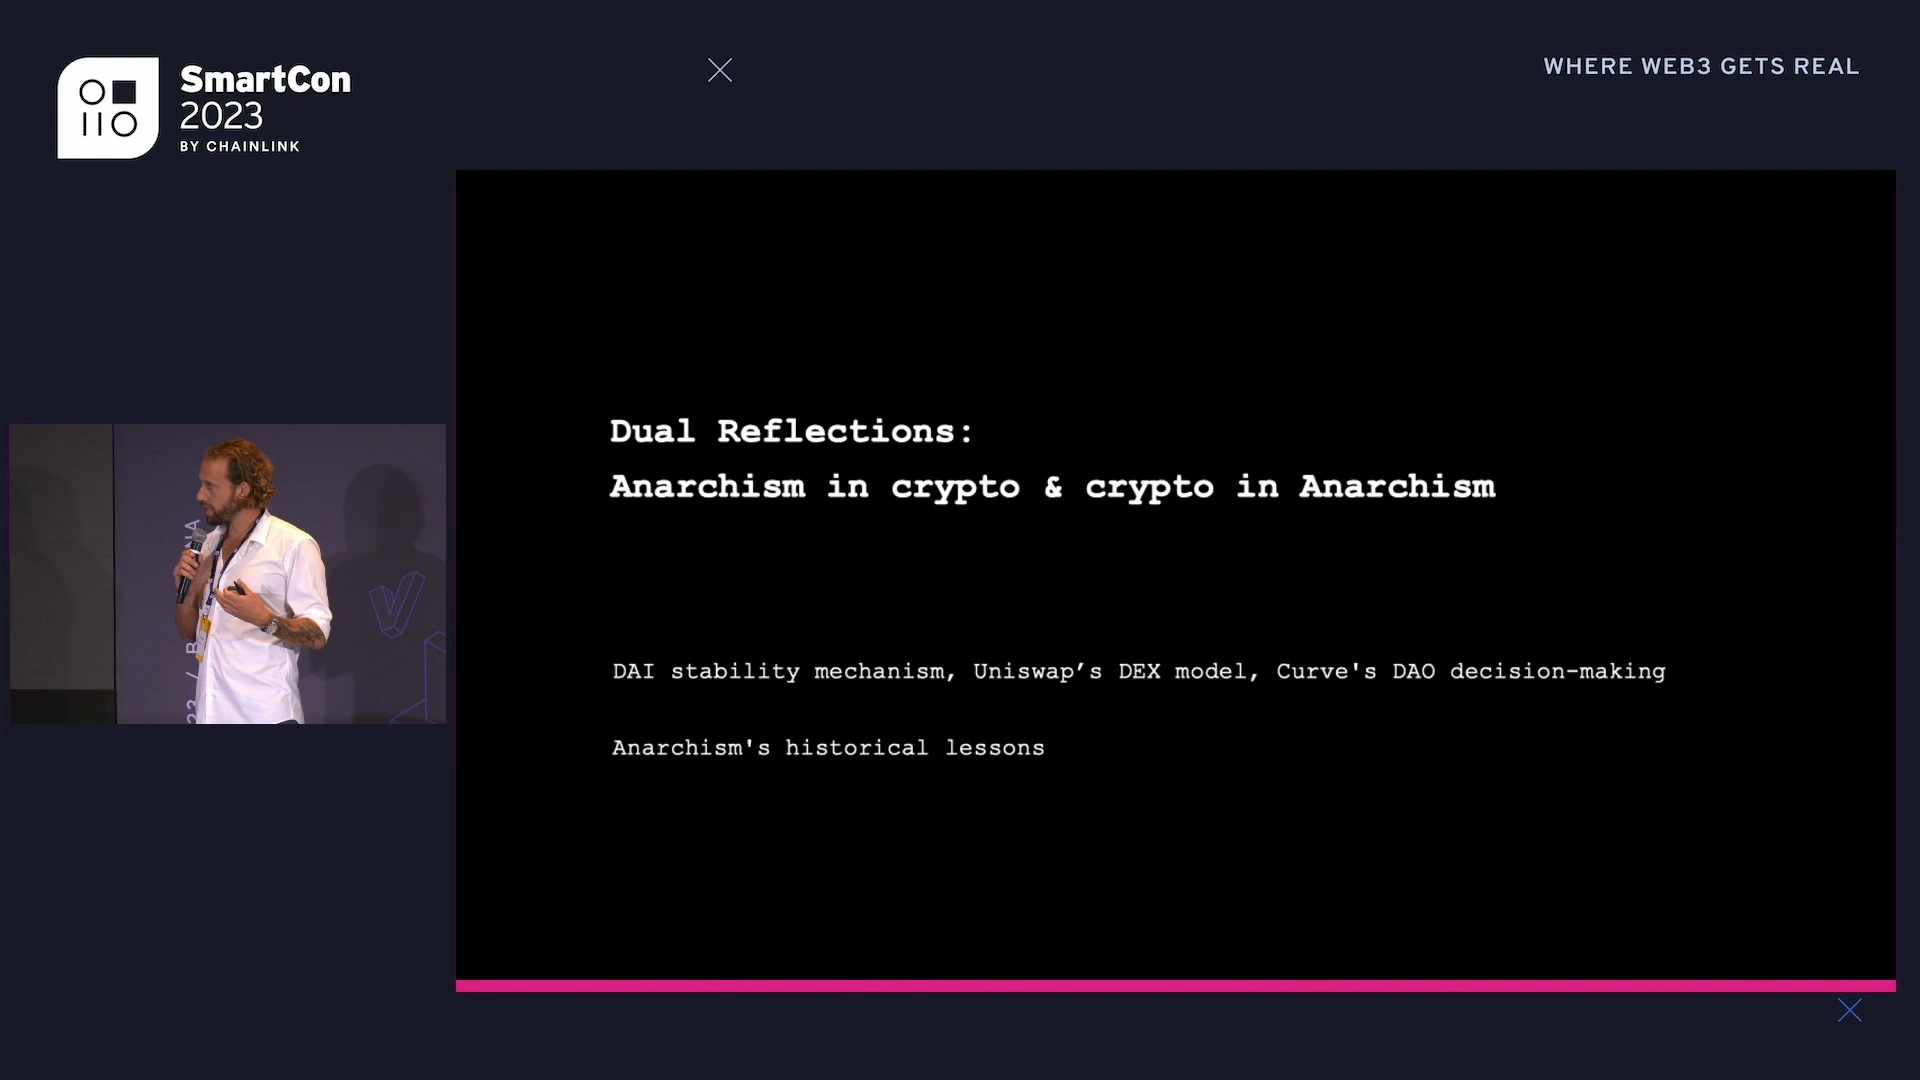 SmartCon
2023
BY CHAINLINK
WHERE WEB3 GETS REAL
Dual Reflections:
Anarchism in crypto & crypto in Anarchism
DAI stability mechanism, Uniswap’s DEX model, Curve's DAO decision-making
Anarchism's historical lessons